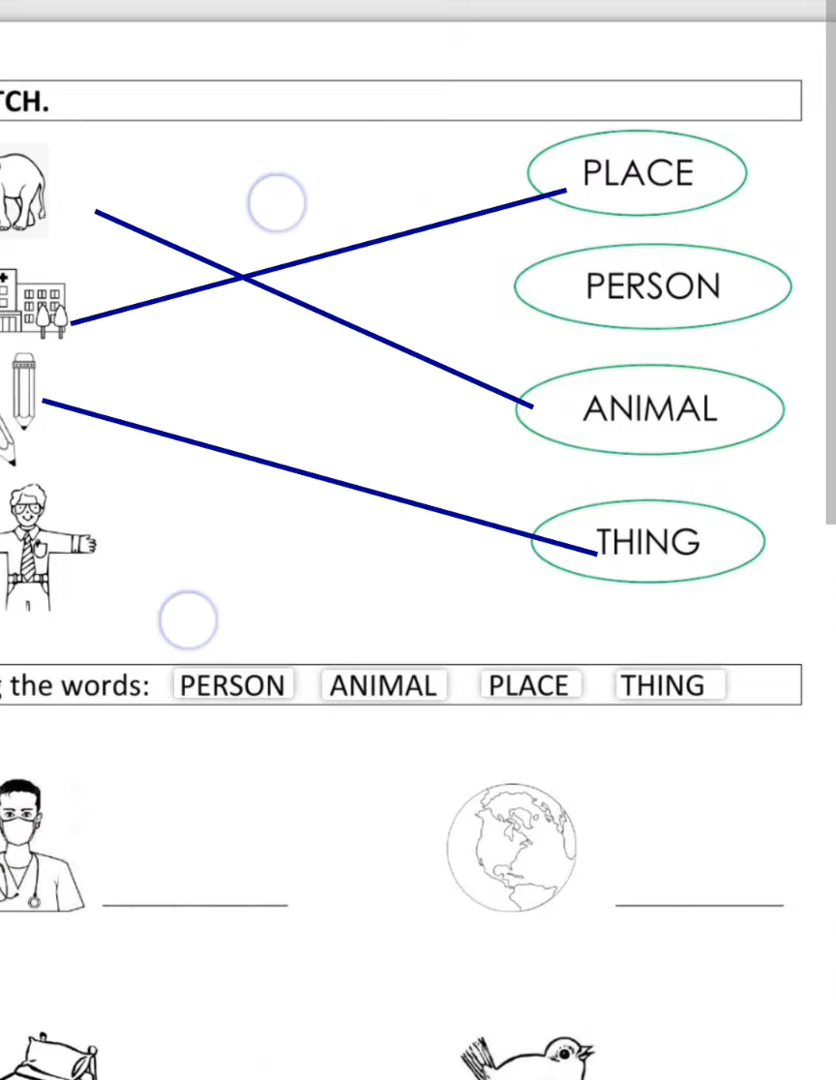 TCH.
PLACE
PERSON
ANIMAL
THING
g the words: PERSON ANIMAL PLACE THING